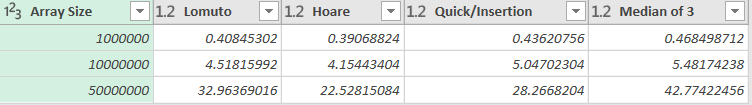 1²3 Array Size 1.2 Lomuto 1.2 Hoare 1.2 Quick/Insertion 1.2 Median of 3
1000000 0.40845302 0.39068824 0.43620756 0.468498712
10000000 4.51815992 4.15443404 5.04702304 5.48174238
50000000 32.96369016 22.52815084 28.2668204 42.77422456